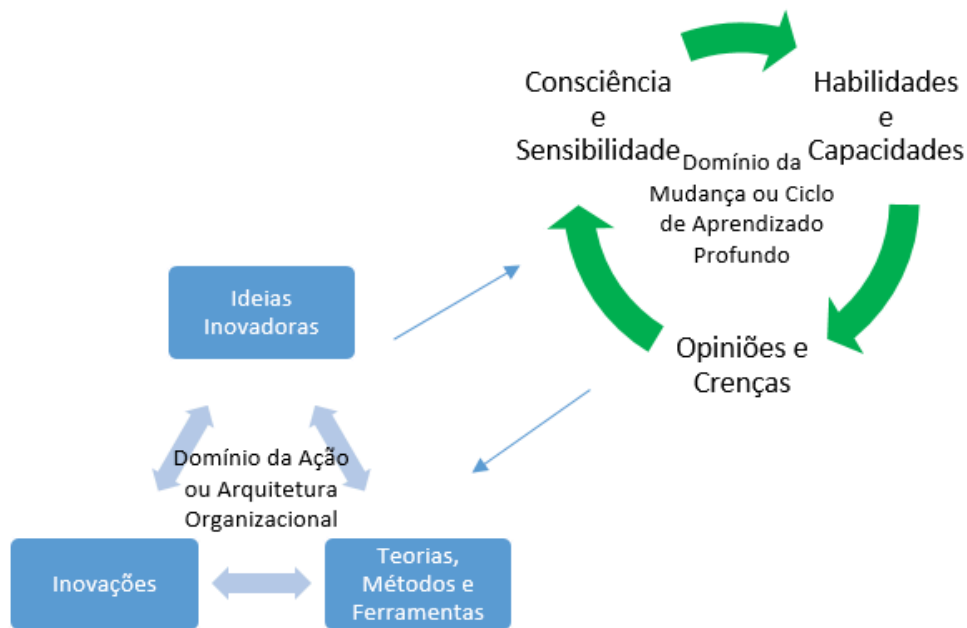 Consciência
e
Sensibilidade
Habilidades
e
Capacidades
Domínio da
Mudança ou Ciclo
de Aprendizado
Profundo
Opiniões e
Crenças
Ideias
Inovadoras
Domínio da Ação
ou Arquitetura
Organizacional
Inovações
Teorias,
Métodos e
Ferramentas